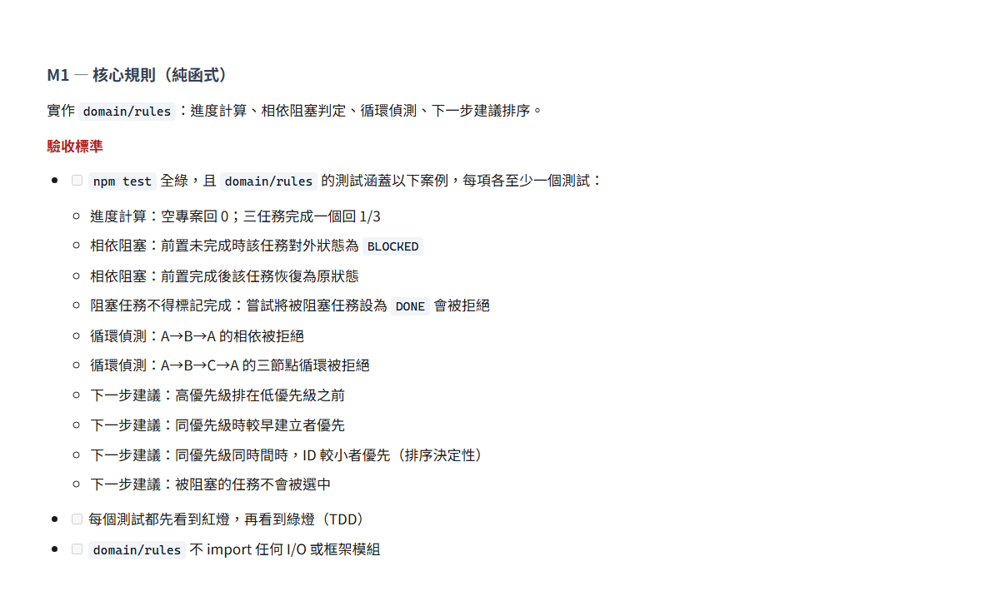 M1 — 核心規則（純函式）
實作 domain/rules：進度計算、相依阻塞判定、循環偵測、下一步建議排序。
驗收標準
npm test 全綠，且 domain/rules 的測試涵蓋以下案例，每項各至少一個測試：
進度計算：空專案回 0；三任務完成一個回 1/3
相依阻塞：前置未完成時該任務對外狀態為 BLOCKED
相依阻塞：前置完成後該任務恢復為原狀態
阻塞任務不得標記完成：嘗試將被阻塞任務設為 DONE 會被拒絕
循環偵測：A→B→A 的相依被拒絕
循環偵測：A→B→C→A 的三節點循環被拒絕
下一步建議：高優先級排在低優先級之前
下一步建議：同優先級時較早建立者優先
下一步建議：同優先級同時間時，ID 較小者優先（排序決定性）
下一步建議：被阻塞的任務不會被選中
每個測試都先看到紅燈，再看到綠燈（TDD）
domain/rules 不 import 任何 I/O 或框架模組